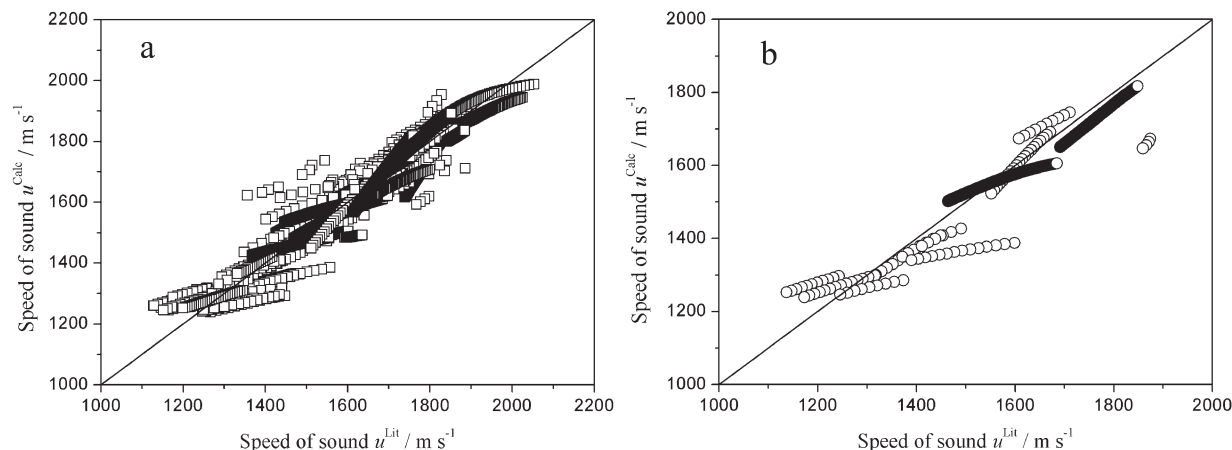 a
2200
2000
1800
1600
1400
1200
1000
1000 1200 1400 1600 1800 2000 2200
Speed of sound u^Calc / m s⁻¹
Speed of sound u^Lit / m s⁻¹
b
2000
1800
1600
1400
1200
1000
1000 1200 1400 1600 1800 2000
Speed of sound u^Calc / m s⁻¹
Speed of sound u^Lit / m s⁻¹